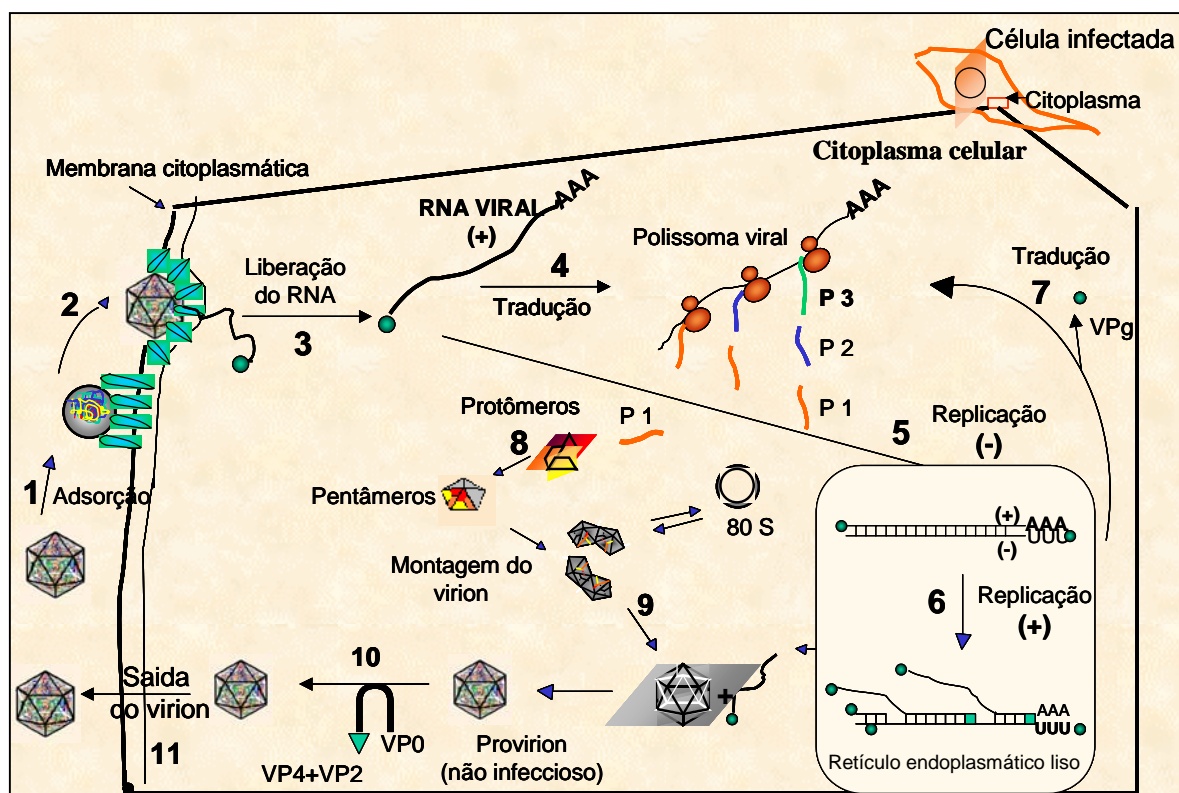 Célula infectada
Citoplasma
Citoplasma celular
Membrana citoplasmática
RNA VIRAL
(+)
AAA
Polissoma viral
AAA
Liberação
do RNA
3
2
4
Tradução
P 3
P 2
P 1
Tradução
7
VPg
1
Adsorção
Protômeros
P 1
8
Pentâmeros
80 S
Montagem do
virion
9
5
Replicação
(-)
(+)
AAA
UUU
(-)
6
Replicação
(+)
AAA
UUU
Retículo endoplasmático liso
+
Provirion
(não infeccioso)
10
VP0
VP4+VP2
Saida
do virion
11